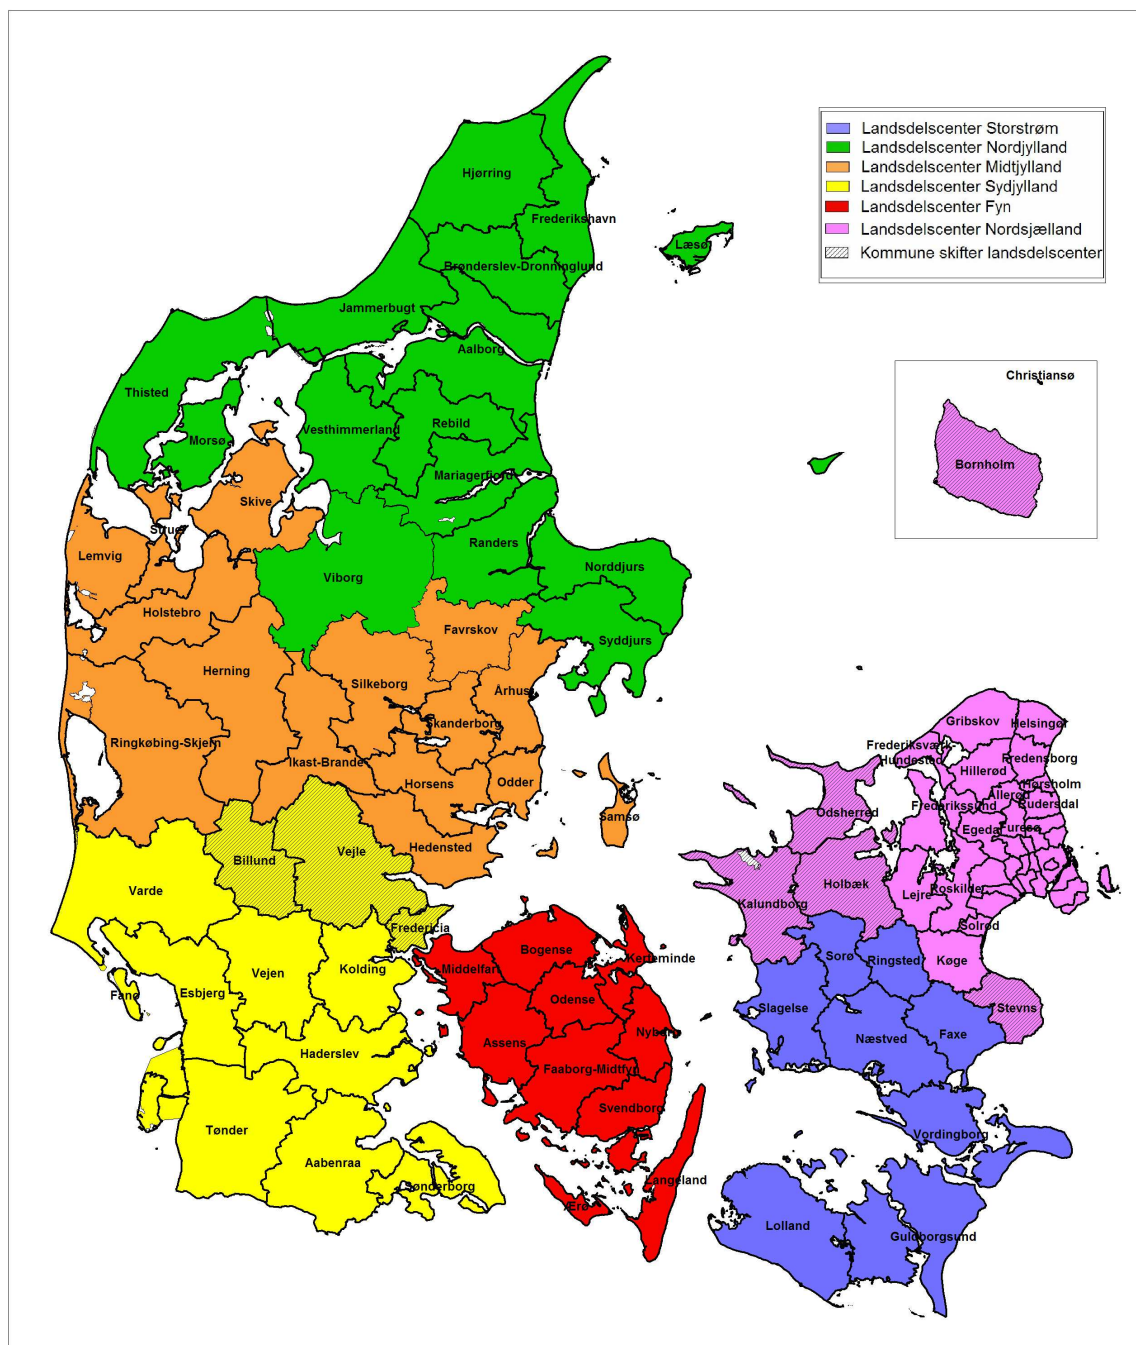 Landsdelscenter Storstrøm
Landsdelscenter Nordjylland
Landsdelscenter Midtjylland
Landsdelscenter Sydjylland
Landsdelscenter Fyn
Landsdelscenter Nordsjælland
Kommune skifter landsdelscenter
Hjørring
Frederikshavn
Læsø
Brønderslev-Dronninglund
Jammerbugt
Aalborg
Thisted
Morsø
Vesthimmerland
Rebild
Mariagerfjord
Skive
Struer
Lemvig
Viborg
Randers
Norddjurs
Holstebro
Favrskov
Syddjurs
Herning
Silkeborg
Århus
Skanderborg
Ringkøbing-Skjern
Ikast-Brande
Horsens
Odder
Samsø
Hedensted
Billund
Vejle
Varde
Fredericia
Vejen
Kolding
Fanø
Esbjerg
Haderslev
Tønder
Aabenraa
Sønderborg
Middelfart
Bogense
Kerteminde
Odense
Nyborg
Assens
Faaborg-Midtfyn
Svendborg
Langeland
Ærø
Christiansø
Bornholm
Gribskov
Helsingør
Frederiksværk-
Hundested
Fredensborg
Hillerød
Hørsholm
Allerød
Rudersdal
Frederikssund
Odsherred
Egedal
Furesø
Holbæk
Lejre
Roskilde
Kalundborg
Solrød
Sorø
Ringsted
Køge
Stevns
Slagelse
Næstved
Faxe
Vordingborg
Lolland
Guldborgsund